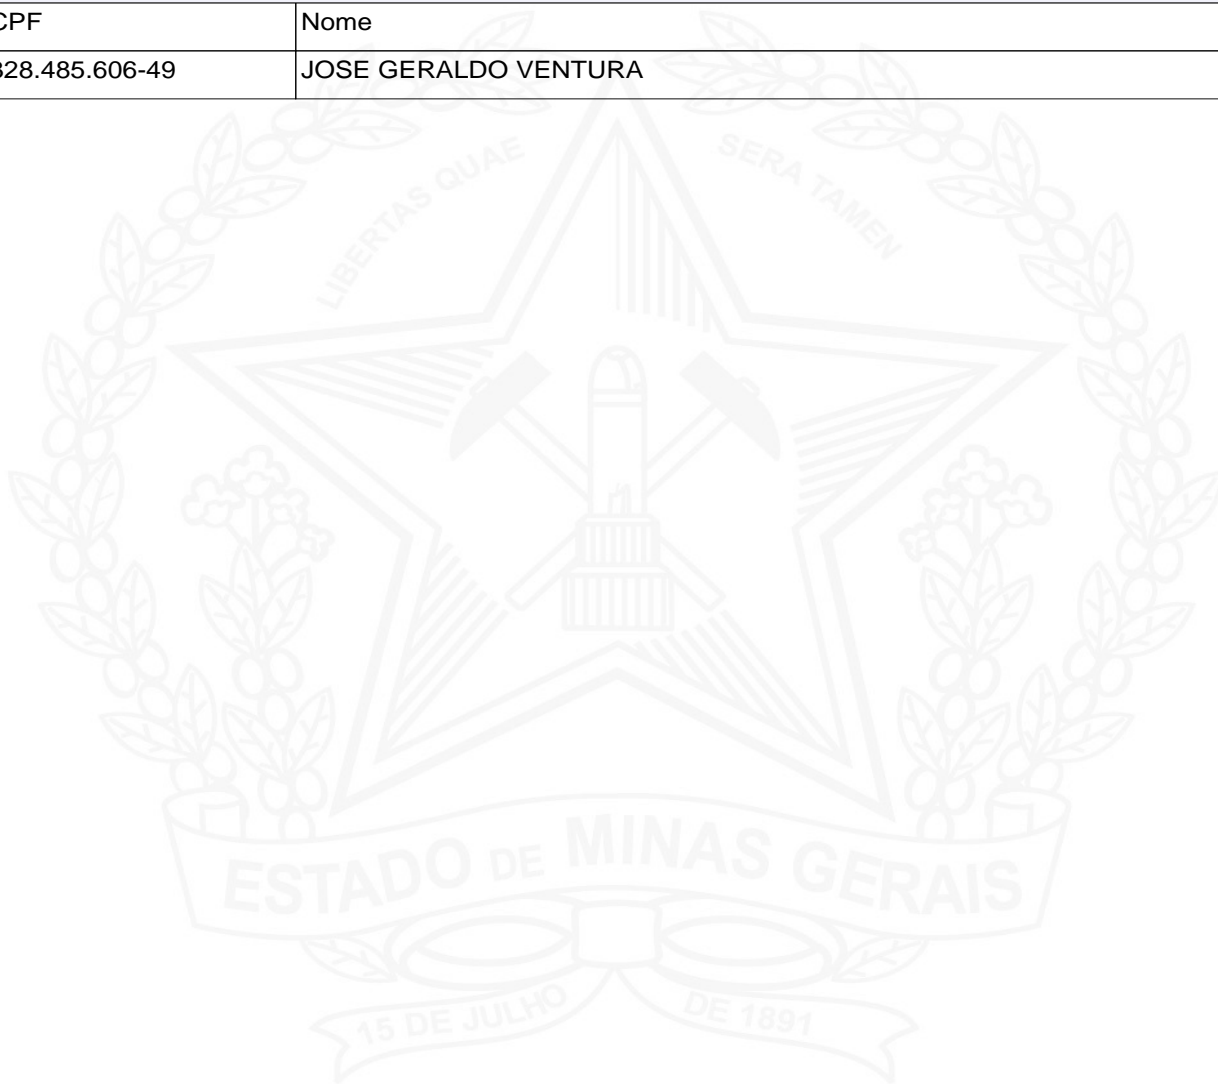 CPF Nome
828.485.606-49 JOSE GERALDO VENTURA
LIBERTAS QUAE SERA TAMEN
ESTADO DE MINAS GERAIS
15 DE JULHO DE 1891